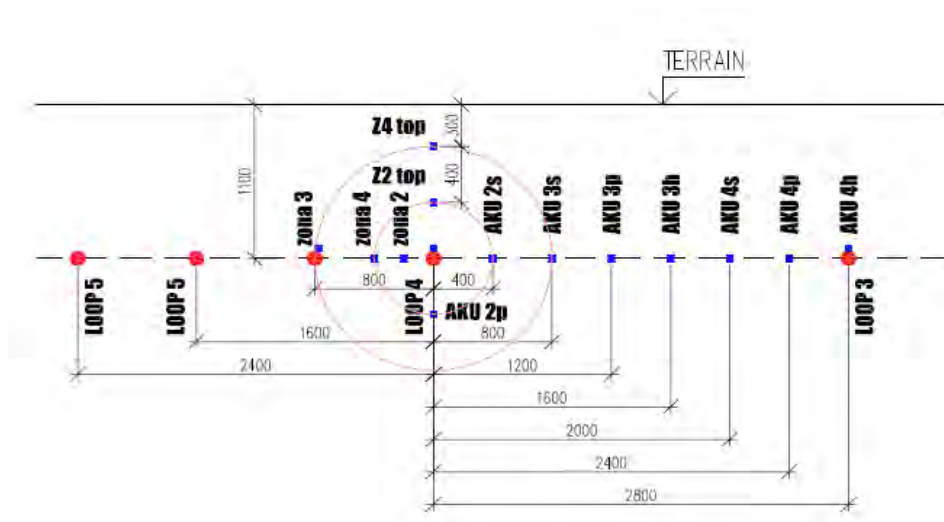 TERRAIN
Z4 top
300
1100
Z2 top
400
zona 3
zona 4
zona 2
AKU 2s
AKU 3s
AKU 3p
AKU 3h
AKU 4s
AKU 4p
AKU 4h
800
400
LOOP 5
LOOP 5
LOOP 4
AKU 2p
LOOP 3
1600
800
2400
1200
1600
2000
2400
2800